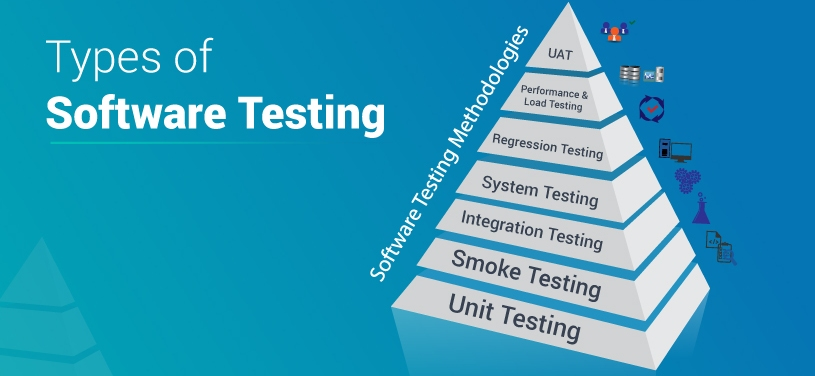 Types of
Software Testing
Software Testing Methodologies
UAT
Performance &
Load Testing
Regression Testing
System Testing
Integration Testing
Smoke Testing
Unit Testing